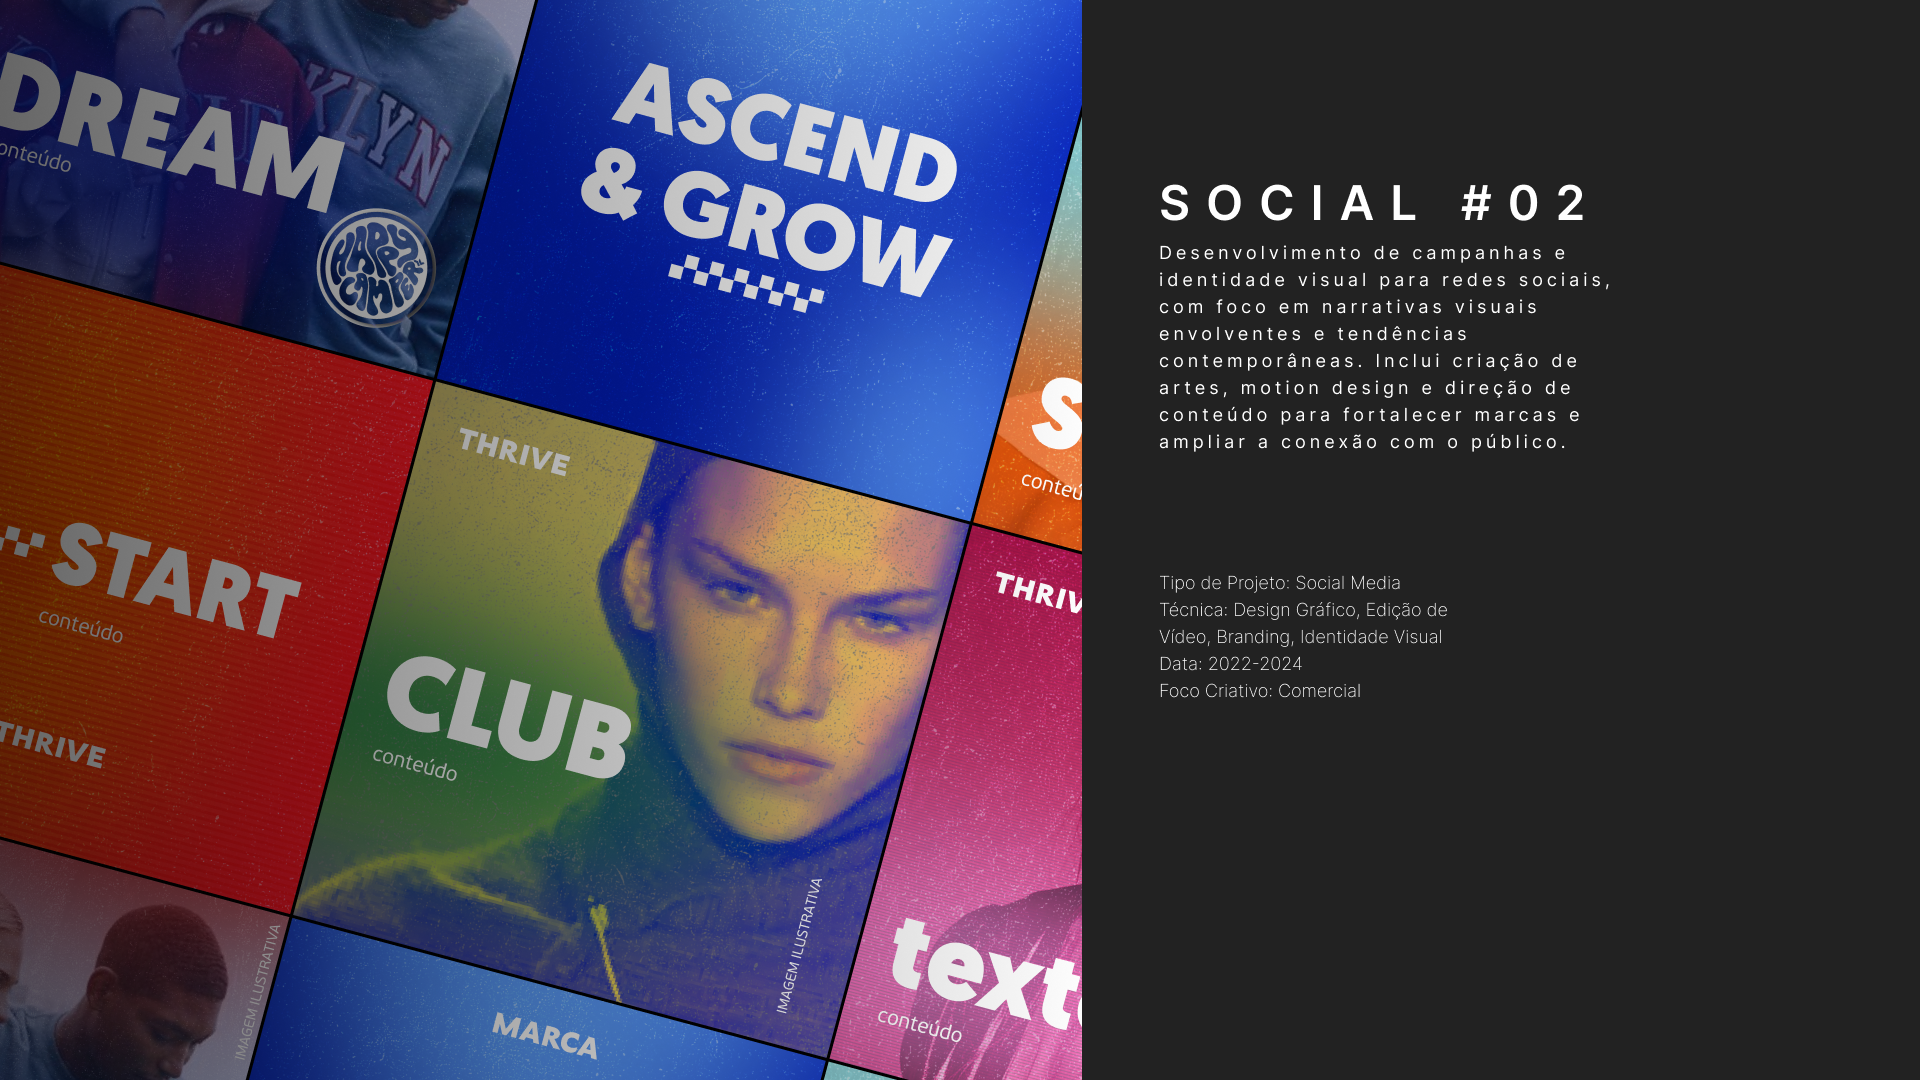 DREAM
conteúdo
KLYN
HAPPY
CAMPER
ASCEND
& GROW
START
conteúdo
THRIVE
THRIVE
CLUB
conteúdo
IMAGEM ILUSTRATIVA
IMAGEM ILUSTRATIVA
MARCA
S
conteú
THRIV
text
conteúdo
SOCIAL #02
Desenvolvimento de campanhas e
identidade visual para redes sociais,
com foco em narrativas visuais
envolventes e tendências
contemporâneas. Inclui criação de
artes, motion design e direção de
conteúdo para fortalecer marcas e
ampliar a conexão com o público.
Tipo de Projeto: Social Media
Técnica: Design Gráfico, Edição de
Vídeo, Branding, Identidade Visual
Data: 2022-2024
Foco Criativo: Comercial